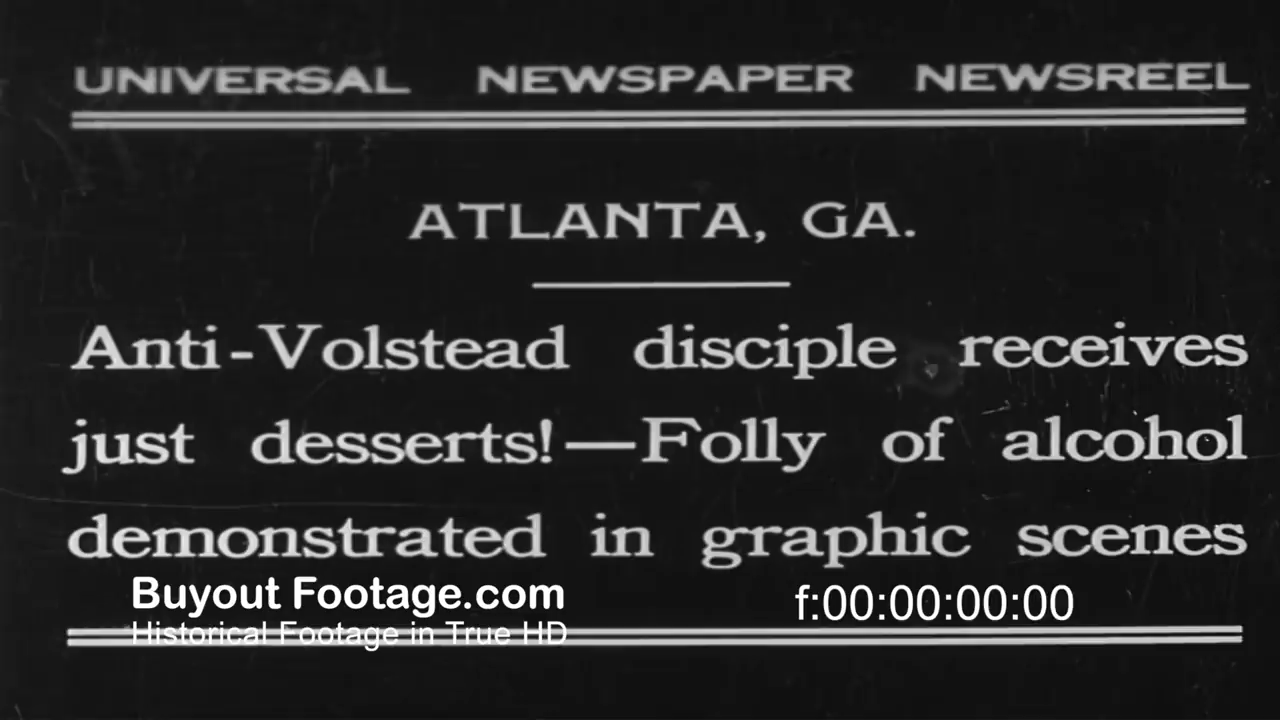 UNIVERSAL NEWSPAPER NEWSREEL
ATLANTA, GA.
Anti-Volstead disciple receives
just desserts!—Folly of alcohol
demonstrated in graphic scenes
Buyout Footage.com
f:00:00:00:00
Historical Footage in True HD